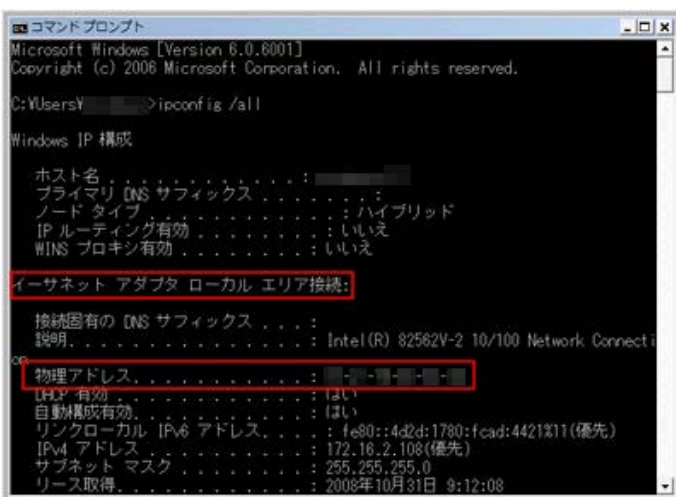 コマンド プロンプト
Microsoft Windows [Version 6.0.6001]
Copyright (c) 2006 Microsoft Corporation.  All rights reserved.
C:¥Users¥ >ipconfig /all
Windows IP 構成
ホスト名 . . . . . . . . . . . . :
プライマリ DNS サフィックス . . . . . . . :
ノード タイプ . . . . . . . . . . . . : ハイブリッド
IP ルーティング有効 . . . . . . . . : いいえ
WINS プロキシ有効 . . . . . . . . : いいえ
イーサネット アダプタ ローカル エリア接続:
接続固有の DNS サフィックス . . . :
説明. . . . . . . . . . . . . . . : Intel(R) 82562V-2 10/100 Network Connecti
on
物理アドレス. . . . . . . . . . . :
DHCP 有効 . . . . . . . . . . . . : はい
自動構成有効. . . . . . . . . . . : はい
リンクローカル IPv6 アドレス. . . . : fe80::4d2d:1780:fcad:4421%11(優先)
IPv4 アドレス . . . . . . . . . . : 172.16.2.108(優先)
サブネット マスク . . . . . . . . : 255.255.255.0
リース取得. . . . . . . . . . . . : 2008年10月31日 9:12:08